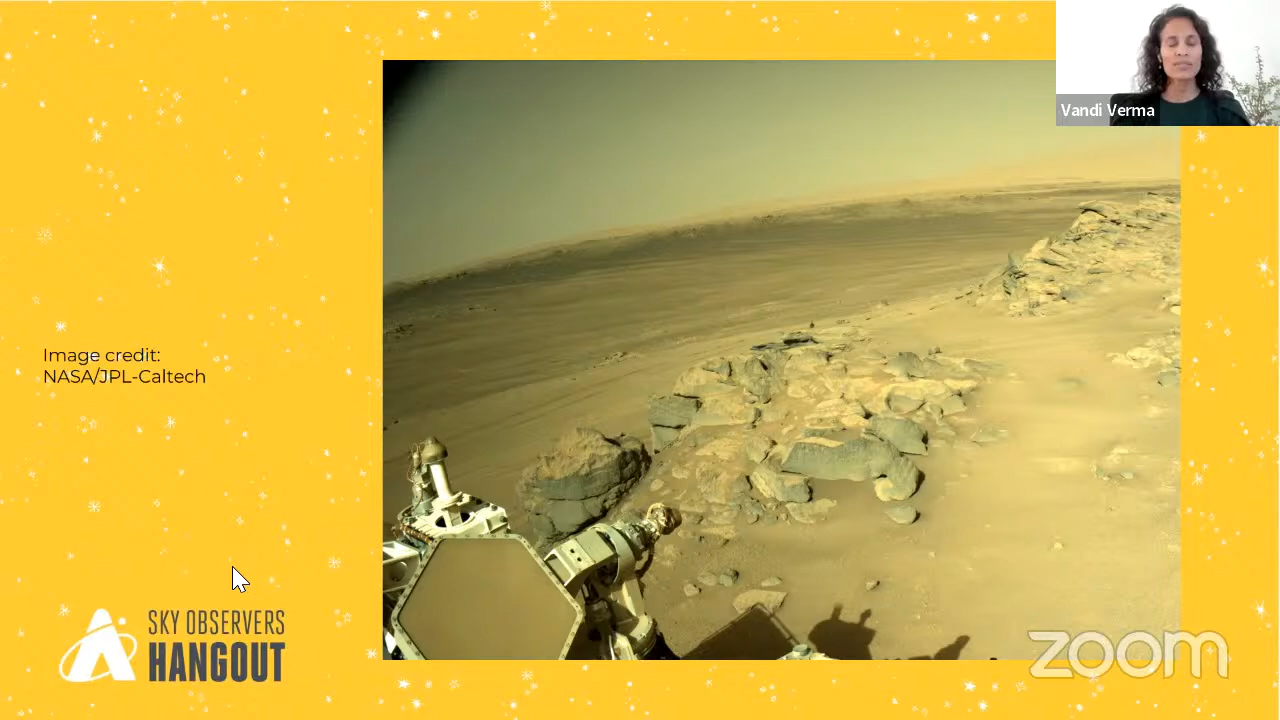 Vandi Verma
Image credit:
NASA/JPL-Caltech
SKY OBSERVERS
HANGOUT
zoom